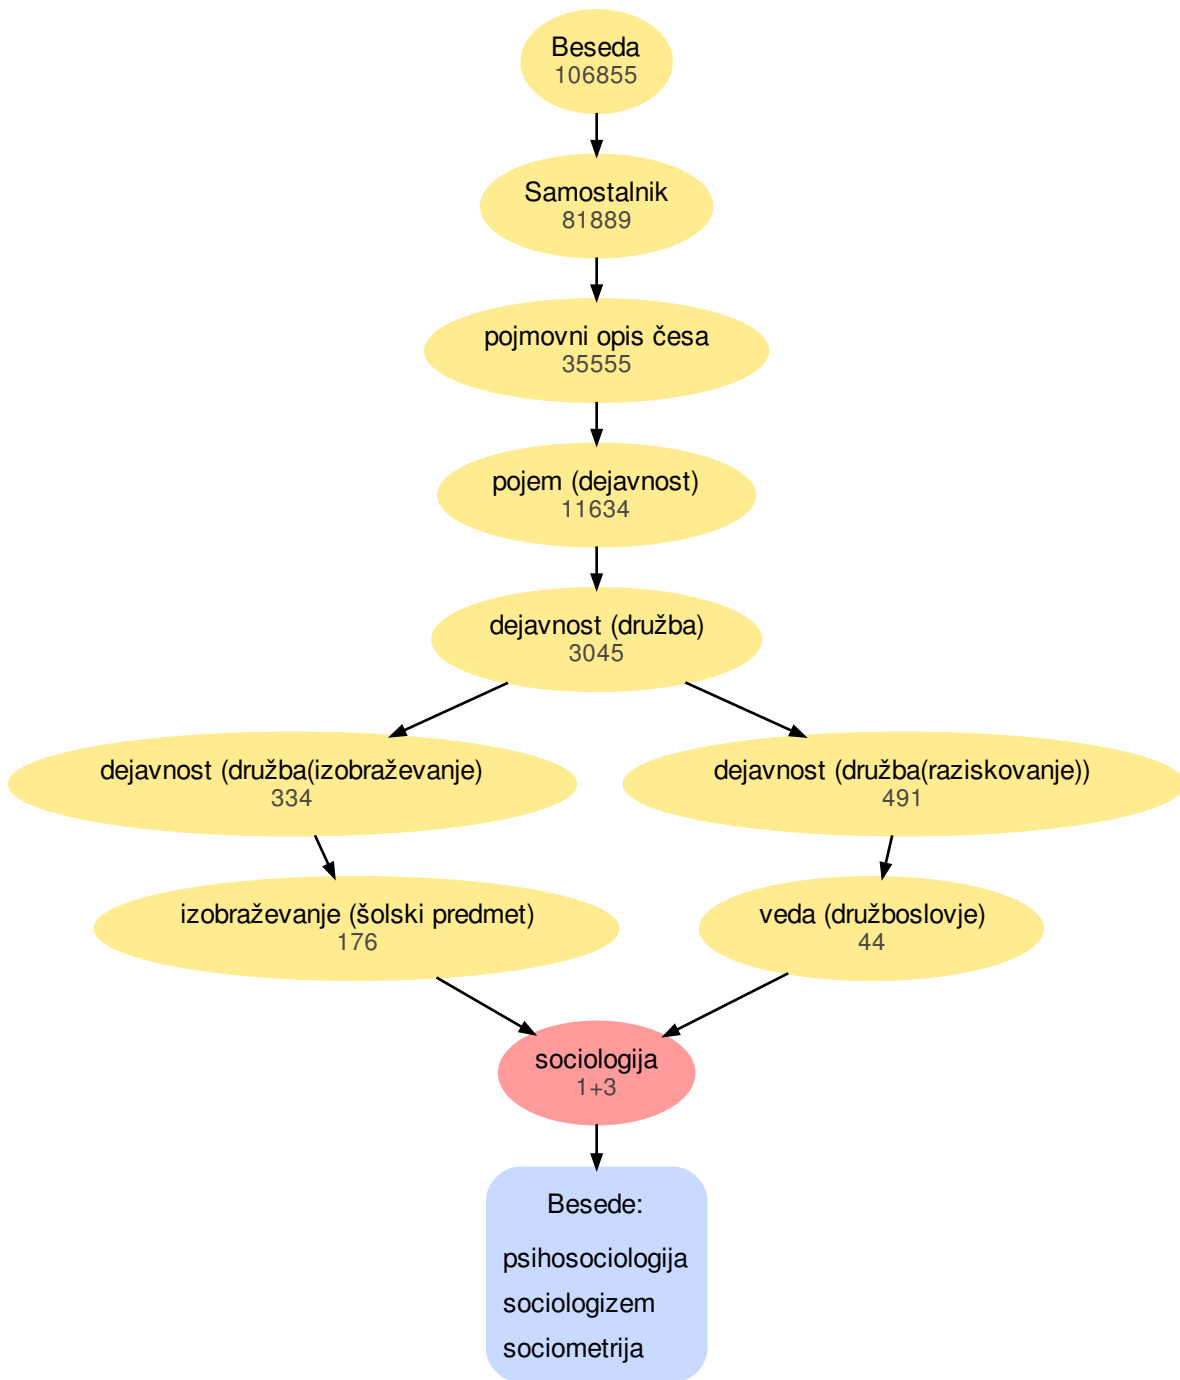 Beseda
106855
Samostalnik
81889
pojmovni opis česa
35555
pojem (dejavnost)
11634
dejavnost (družba)
3045
dejavnost (družba(izobraževanje)
334
dejavnost (družba(raziskovanje))
491
izobraževanje (šolski predmet)
176
veda (družboslovje)
44
sociologija
1+3
Besede:
psihosociologija
sociologizem
sociometrija